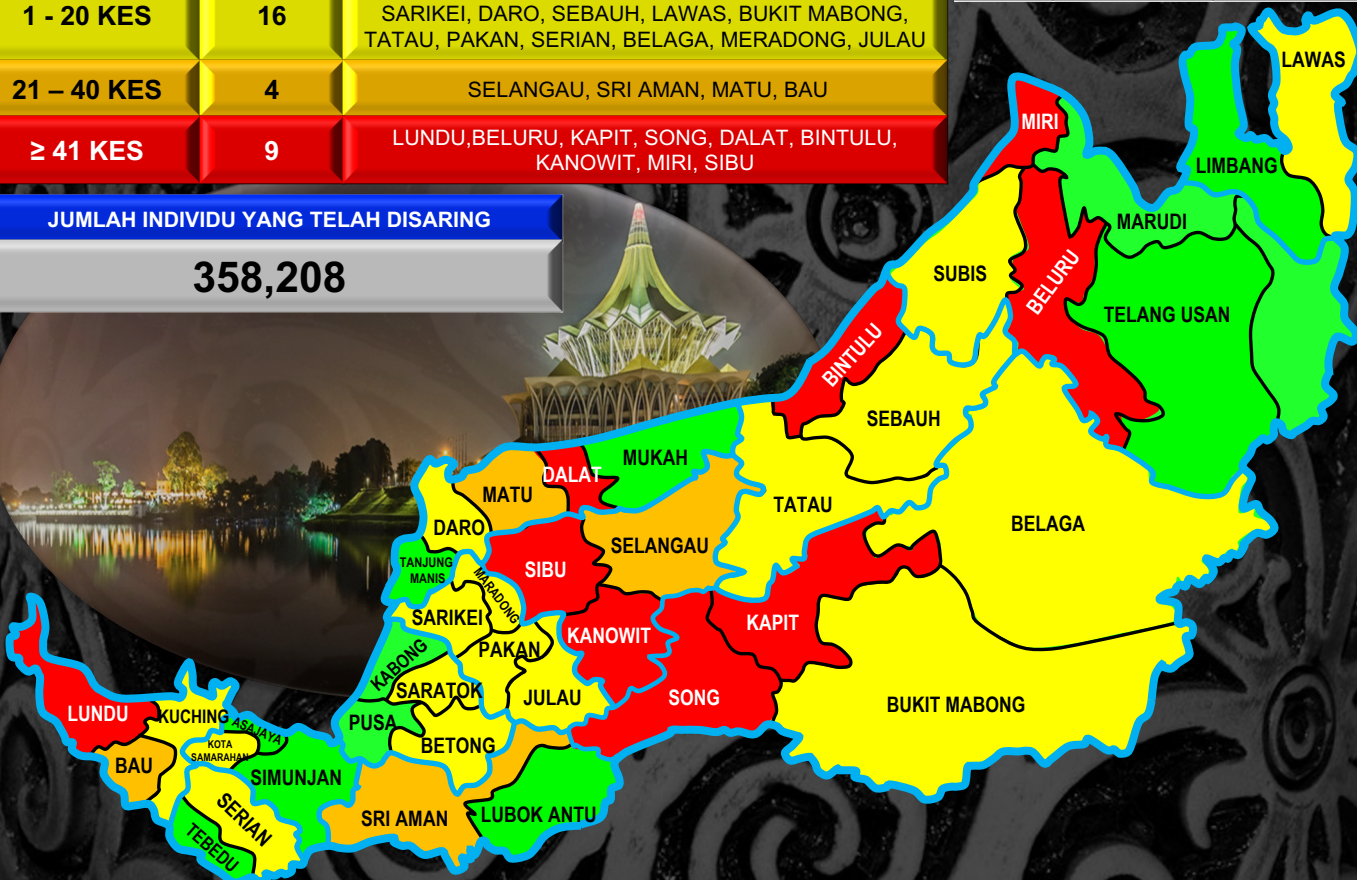 1 - 20 KES
16
SARIKEI, DARO, SEBAUH, LAWAS, BUKIT MABONG,
TATAU, PAKAN, SERIAN, BELAGA, MERADONG, JULAU
21 – 40 KES
4
SELANGAU, SRI AMAN, MATU, BAU
≥ 41 KES
9
LUNDU,BELURU, KAPIT, SONG, DALAT, BINTULU,
KANOWIT, MIRI, SIBU
JUMLAH INDIVIDU YANG TELAH DISARING
358,208
LAWAS
MIRI
LIMBANG
MARUDI
SUBIS
BELURU
TELANG USAN
BINTULU
SEBAUH
MUKAH
DALAT
MATU
TATAU
BELAGA
DARO
SELANGAU
TANJUNG
MANIS
SIBU
MARADONG
SARIKEI
KAPIT
KANOWIT
PAKAN
KABONG
SARATOK
JULAU
SONG
BUKIT MABONG
LUNDU
KUCHING
ASAJAYA
PUSA
BETONG
KOTA
SAMARAHAN
BAU
SIMUNJAN
SERIAN
SRI AMAN
LUBOK ANTU
TEBEDU